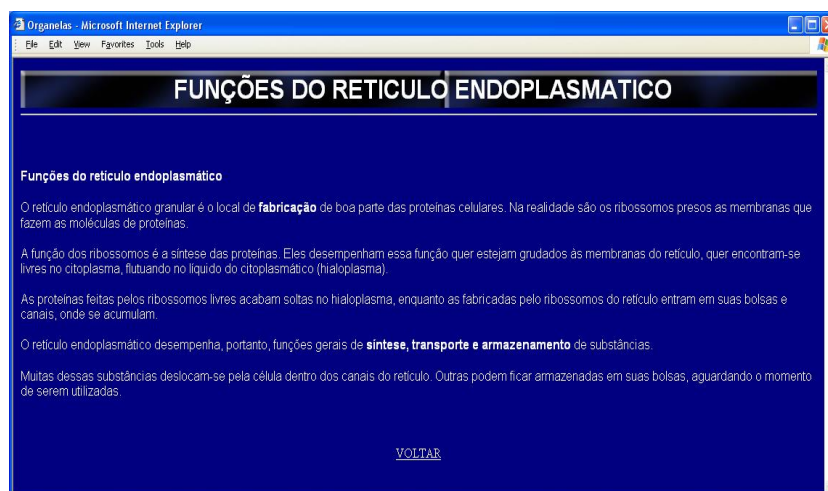 Organelas - Microsoft Internet Explorer
File Edit View Favorites Tools Help
FUNÇÕES DO RETICULO ENDOPLASMATICO
Funções do retículo endoplasmático
O retículo endoplasmático granular é o local de fabricação de boa parte das proteínas celulares. Na realidade são os ribossomos presos as membranas que
fazem as moléculas de proteínas.
A função dos ribossomos é a síntese das proteínas. Eles desempenham essa função quer estejam grudados às membranas do retículo, quer encontram-se
livres no citoplasma, flutuando no líquido do citoplasmático (hialoplasma).
As proteínas feitas pelos ribossomos livres acabam soltas no hialoplasma, enquanto as fabricadas pelo ribossomos do retículo entram em suas bolsas e
canais, onde se acumulam.
O retículo endoplasmático desempenha, portanto, funções gerais de síntese, transporte e armazenamento de substâncias.
Muitas dessas substâncias deslocam-se pela célula dentro dos canais do retículo. Outras podem ficar armazenadas em suas bolsas, aguardando o momento
de serem utilizadas.
VOLTAR